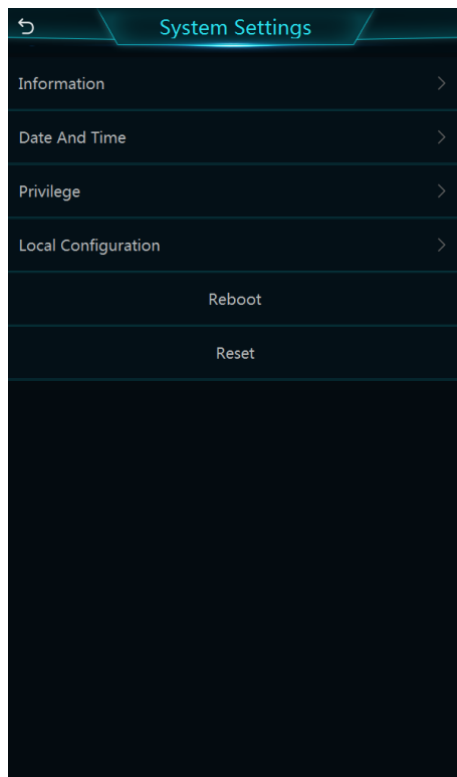 System Settings
Information
Date And Time
Privilege
Local Configuration
Reboot
Reset